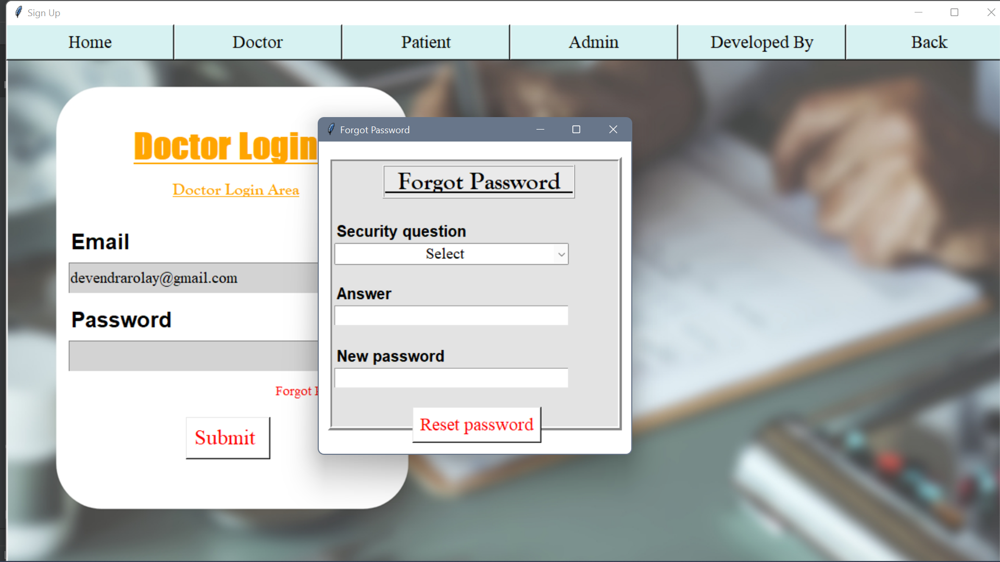 Sign Up
Home Doctor Patient Admin Developed By Back
Doctor Login
Doctor Login Area
Email
devendrarolay@gmail.com
Password
Forgot
Submit
Forgot Password
Forgot Password
Security question
Select
Answer
New password
Reset password